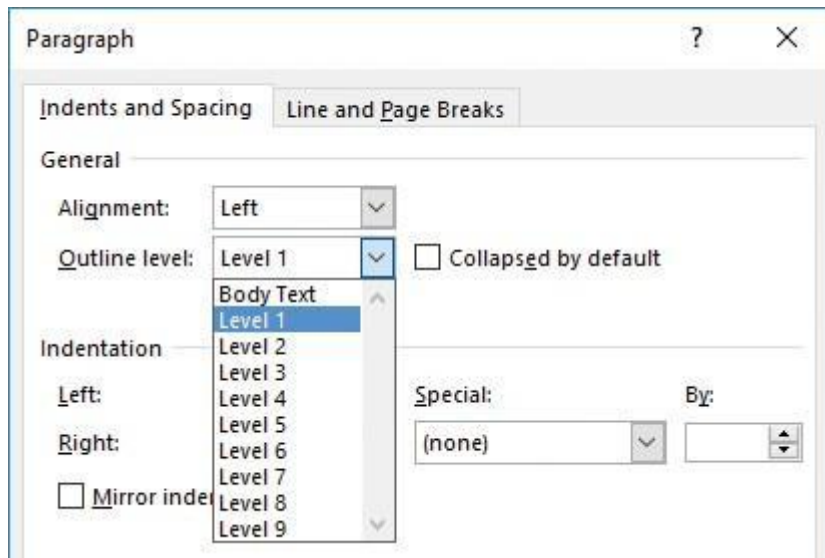 Paragraph ?
Indents and Spacing Line and Page Breaks
General
Alignment: Left
Outline level: Level 1 Collapsed by default
Body Text
Level 1
Level 2
Indentation
Level 3
Left: Special: By:
Level 4
Level 5
Right: (none)
Level 6
Level 7
Mirror inde
Level 8
Level 9